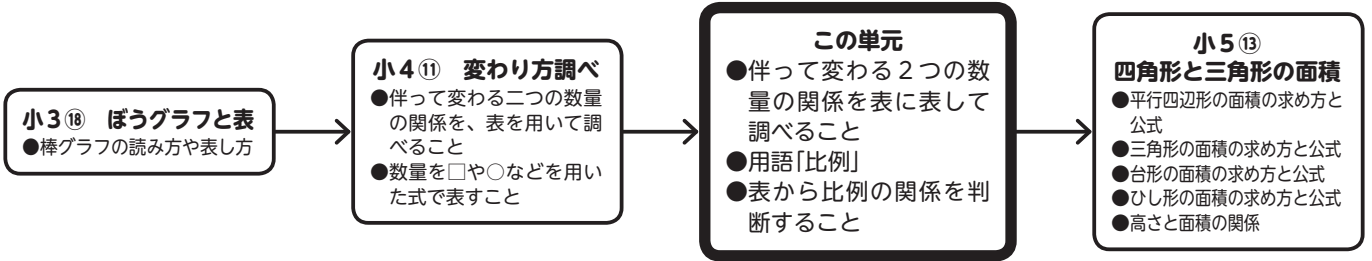 小3⑱　ぼうグラフと表
●棒グラフの読み方や表し方
小4⑪　変わり方調べ
●伴って変わる二つの数量
の関係を、表を用いて調
べること
●数量を□や○などを用い
た式で表すこと
この単元
●伴って変わる2つの数
量の関係を表に表して
調べること
●用語「比例」
●表から比例の関係を判
断すること
小5⑬
四角形と三角形の面積
●平行四辺形の面積の求め方と
公式
●三角形の面積の求め方と公式
●台形の面積の求め方と公式
●ひし形の面積の求め方と公式
●高さと面積の関係